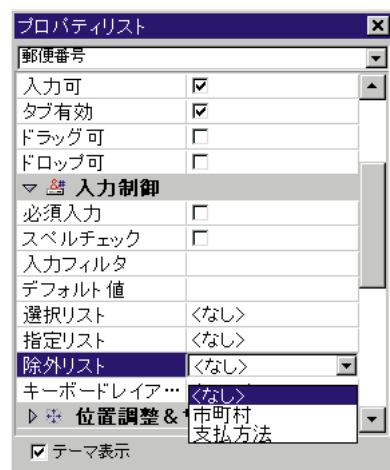 プロパティリスト
郵便番号
入力可
タブ有効
ドラッグ可
ドロップ可
入力制御
必須入力
スペルチェック
入力フィルタ
デフォルト値
選択リスト <なし>
指定リスト <なし>
除外リスト <なし>
キーボードレイア…
<なし>
位置調整&
市町村
支払方法
テーマ表示